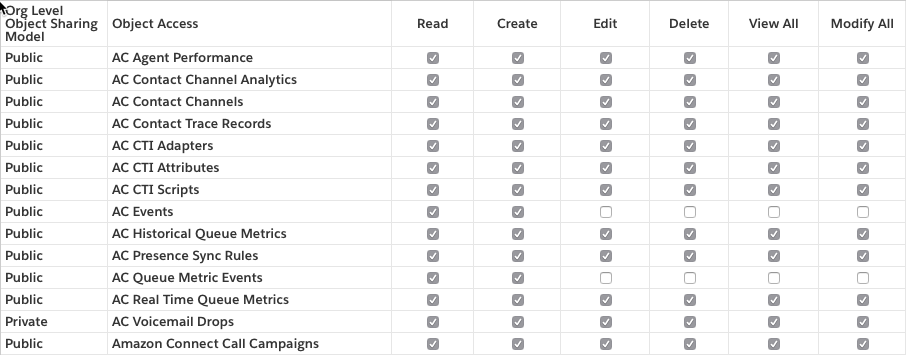 Org Level
Object Sharing
Model
Object Access
Read
Create
Edit
Delete
View All
Modify All
Public AC Agent Performance
Public AC Contact Channel Analytics
Public AC Contact Channels
Public AC Contact Trace Records
Public AC CTI Adapters
Public AC CTI Attributes
Public AC CTI Scripts
Public AC Events
Public AC Historical Queue Metrics
Public AC Presence Sync Rules
Public AC Queue Metric Events
Public AC Real Time Queue Metrics
Private AC Voicemail Drops
Public Amazon Connect Call Campaigns